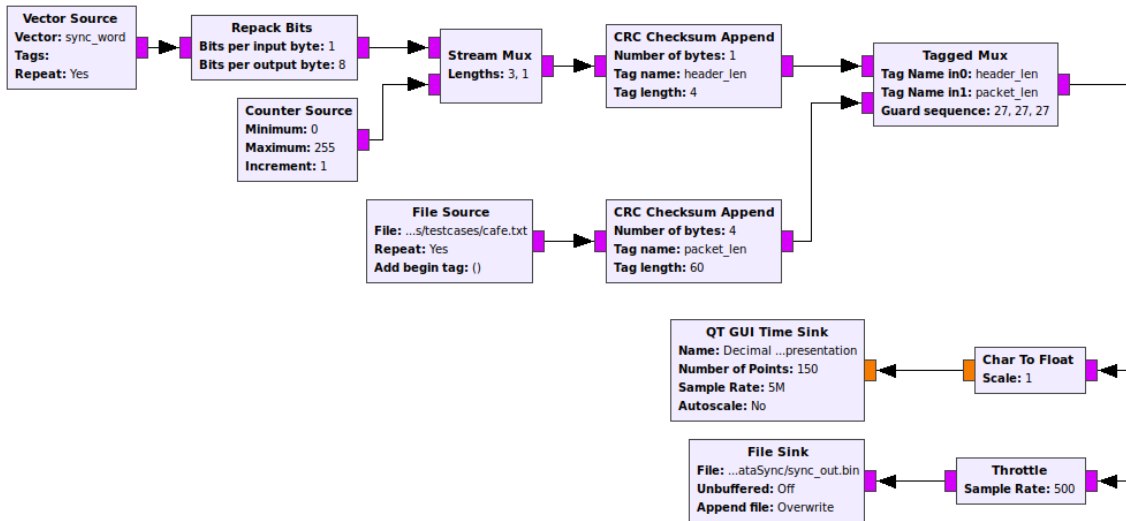 Vector Source
Vector: sync_word
Tags:
Repeat: Yes
Repack Bits
Bits per input byte: 1
Bits per output byte: 8
Counter Source
Minimum: 0
Maximum: 255
Increment: 1
Stream Mux
Lengths: 3, 1
CRC Checksum Append
Number of bytes: 1
Tag name: header_len
Tag length: 4
Tagged Mux
Tag Name in0: header_len
Tag Name in1: packet_len
Guard sequence: 27, 27, 27
File Source
File: ...s/testcases/cafe.txt
Repeat: Yes
Add begin tag: ()
CRC Checksum Append
Number of bytes: 4
Tag name: packet_len
Tag length: 60
QT GUI Time Sink
Name: Decimal ...presentation
Number of Points: 150
Sample Rate: 5M
Autoscale: No
Char To Float
Scale: 1
File Sink
File: ...ataSync/sync_out.bin
Unbuffered: Off
Append file: Overwrite
Throttle
Sample Rate: 500